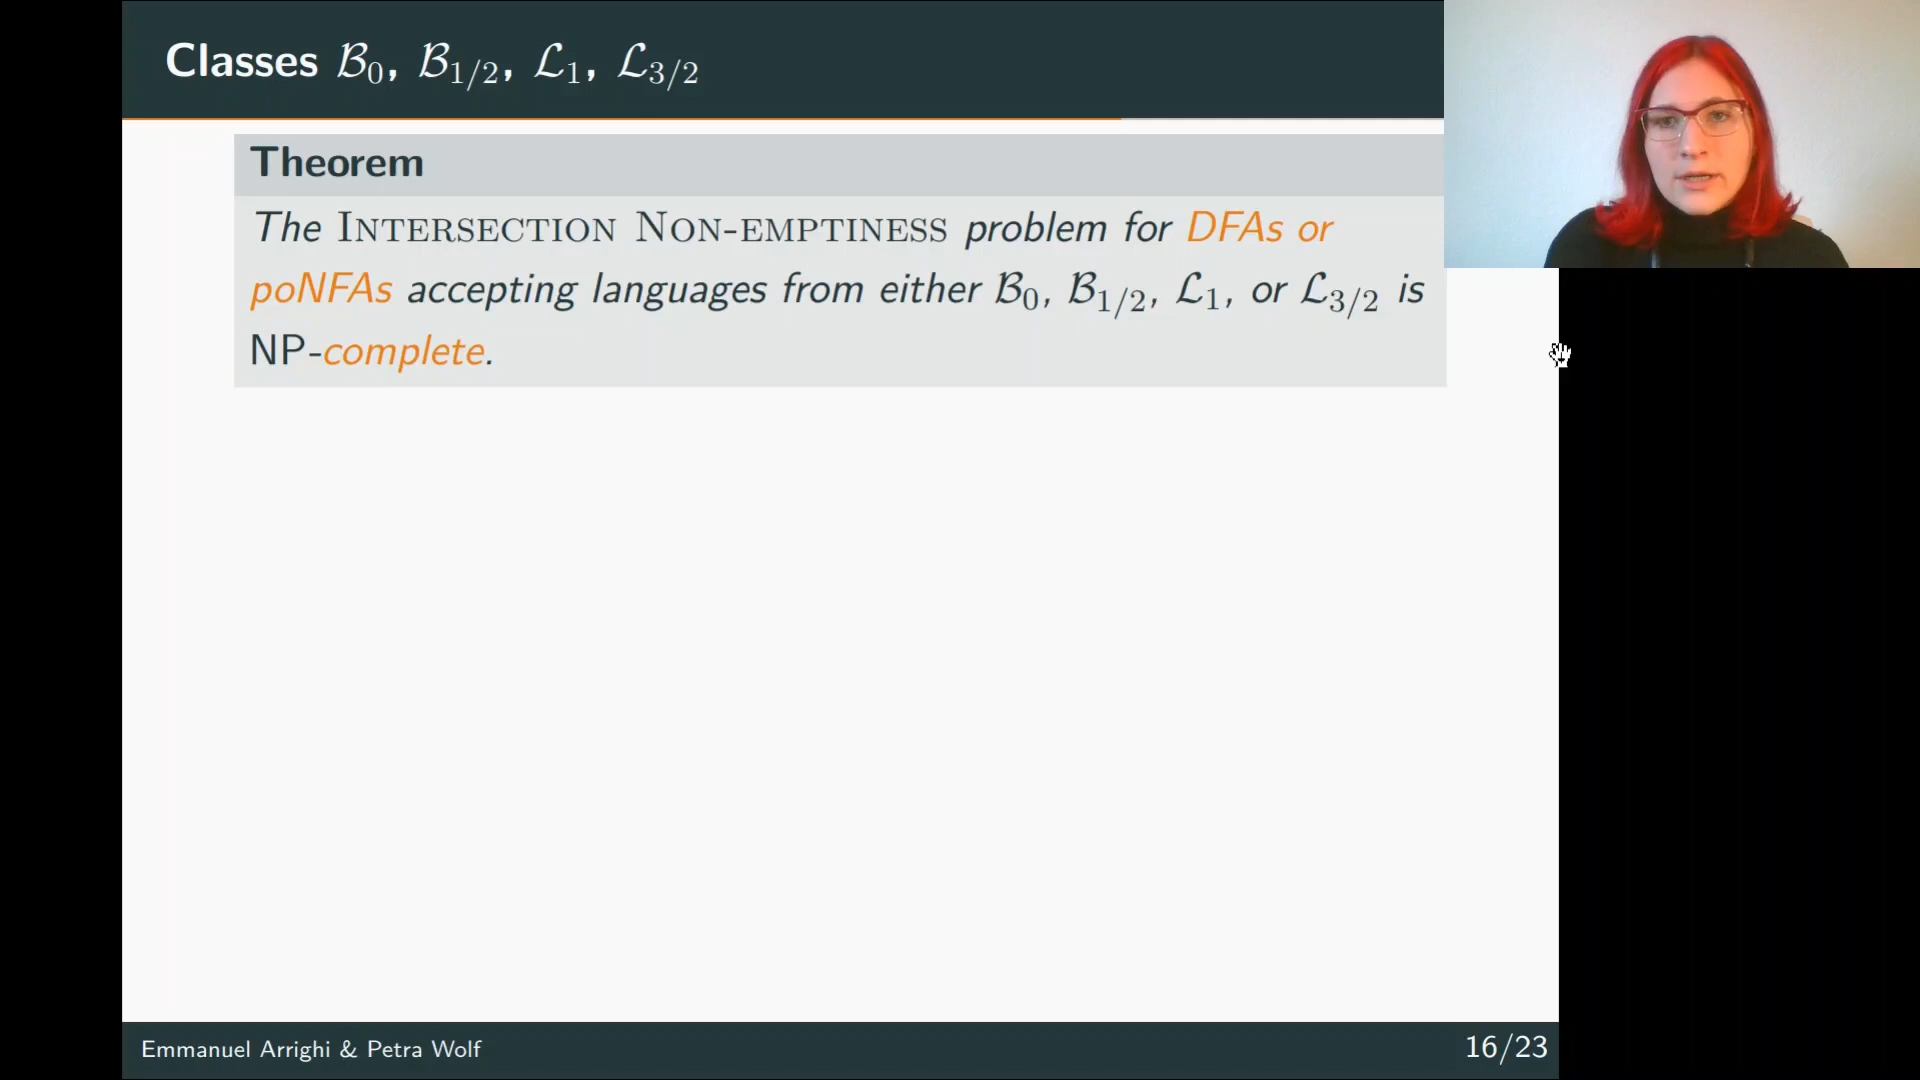 Classes ℬ₀, ℬ₁/₂, ℒ₁, ℒ₃/₂
Theorem
The Intersection Non-emptiness problem for DFAs or
poNFAs accepting languages from either ℬ₀, ℬ₁/₂, ℒ₁, or ℒ₃/₂ is
NP-complete.
Emmanuel Arrighi & Petra Wolf
16/23